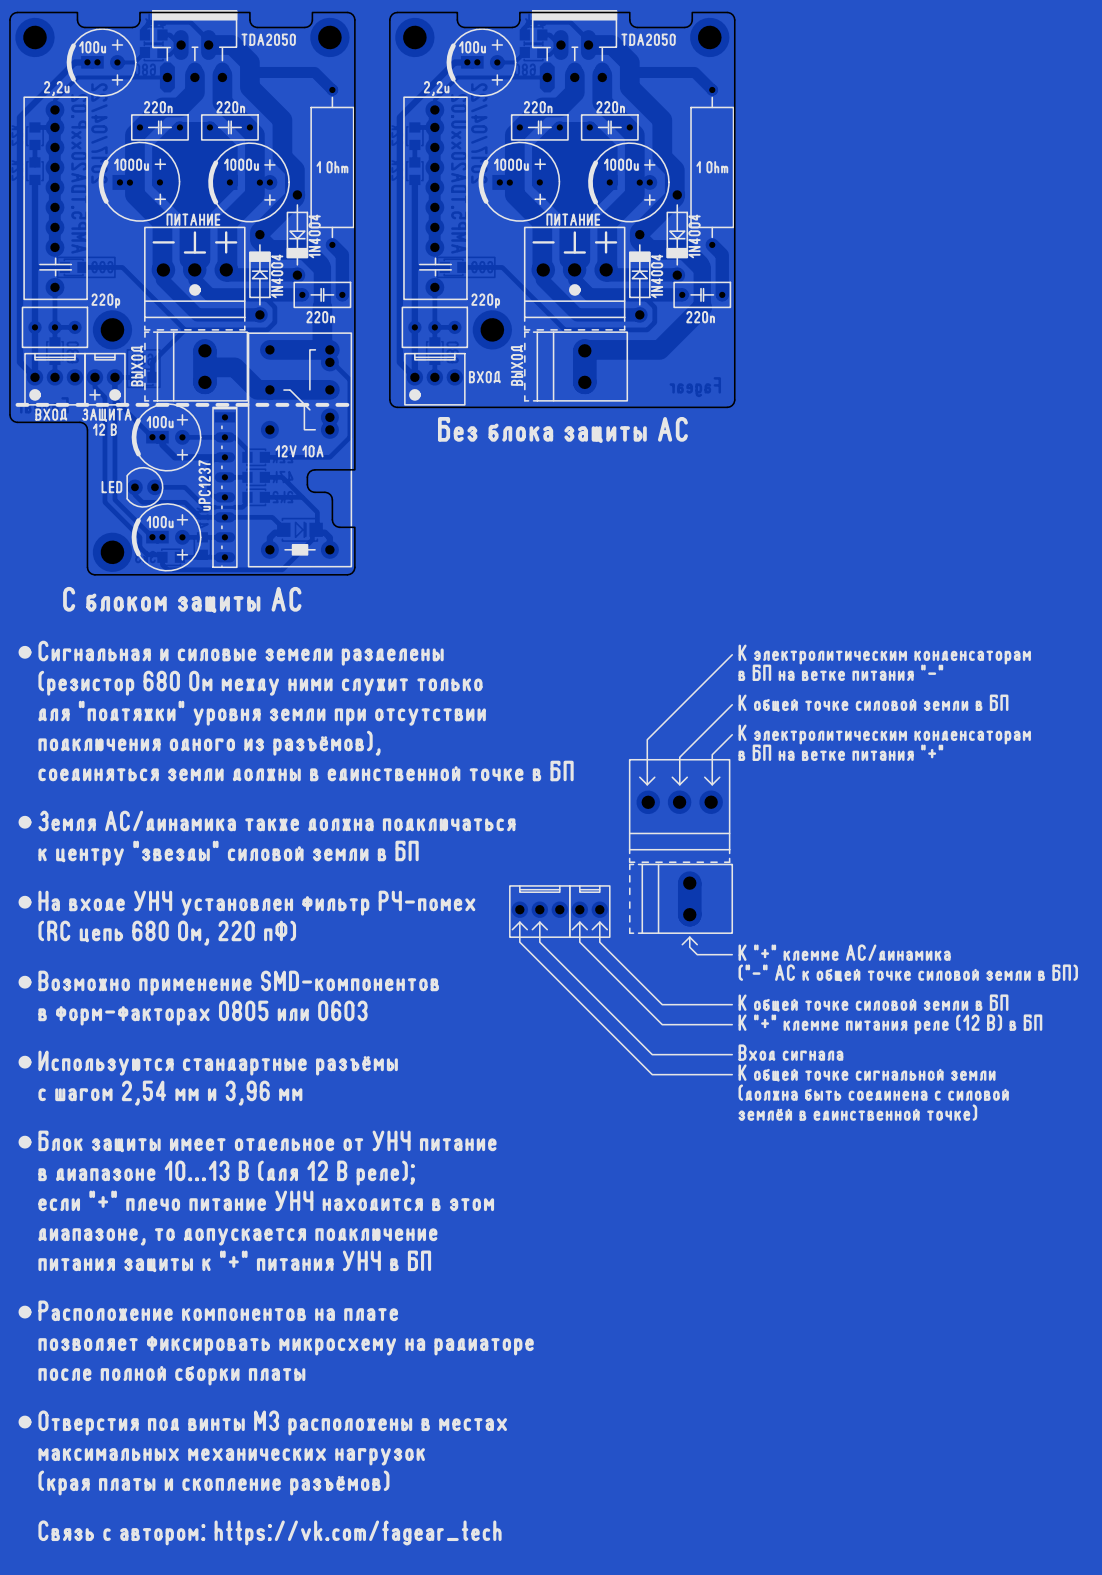 100u
TDA2050
2,2u
220n
220n
1000u
1000u
1 Ohm
ПИТАНИЕ
1N4004
1N4004
220p
220n
ВЫХОД
ВХОД
ЗАЩИТА
12 В
100u
12V 10A
uPC1237
LED
100u
С блоком защиты АС
100u
TDA2050
2,2u
220n
220n
1000u
1000u
1 Ohm
ПИТАНИЕ
1N4004
1N4004
220p
220n
ВХОД
ВЫХОД
Fagear
Без блока защиты АС
Сигнальная и силовые земели разделены
(резистор 680 Ом между ними служит только
для "подтяжки" уровня земли при отсутствии
подключения одного из разъёмов),
соединяться земли должны в единственной точке в БП
Земля АС/динамика также должна подключаться
к центру "звезды" силовой земли в БП
На входе УНЧ установлен фильтр РЧ-помех
(RC цепь 680 Ом, 220 пФ)
Возможно применение SMD-компонентов
в форм-факторах 0805 или 0603
Используются стандартные разъёмы
с шагом 2,54 мм и 3,96 мм
Блок защиты имеет отдельное от УНЧ питание
в диапазоне 10...13 В (для 12 В реле);
если "+" плечо питание УНЧ находится в этом
диапазоне, то допускается подключение
питания защиты к "+" питания УНЧ в БП
Расположение компонентов на плате
позволяет фиксировать микросхему на радиаторе
после полной сборки платы
Отверстия под винты М3 расположены в местах
максимальных механических нагрузок
(края платы и скопление разъёмов)
Связь с автором: https://vk.com/fagear_tech
К электролитическим конденсаторам
в БП на ветке питания "-"
К общей точке силовой земли в БП
К электролитическим конденсаторам
в БП на ветке питания "+"
К "+" клемме АС/динамика
("-" АС к общей точке силовой земли в БП)
К общей точке силовой земли в БП
К "+" клемме питания реле (12 В) в БП
Вход сигнала
К общей точке сигнальной земли
(должна быть соединена с силовой
землёй в единственной точке)